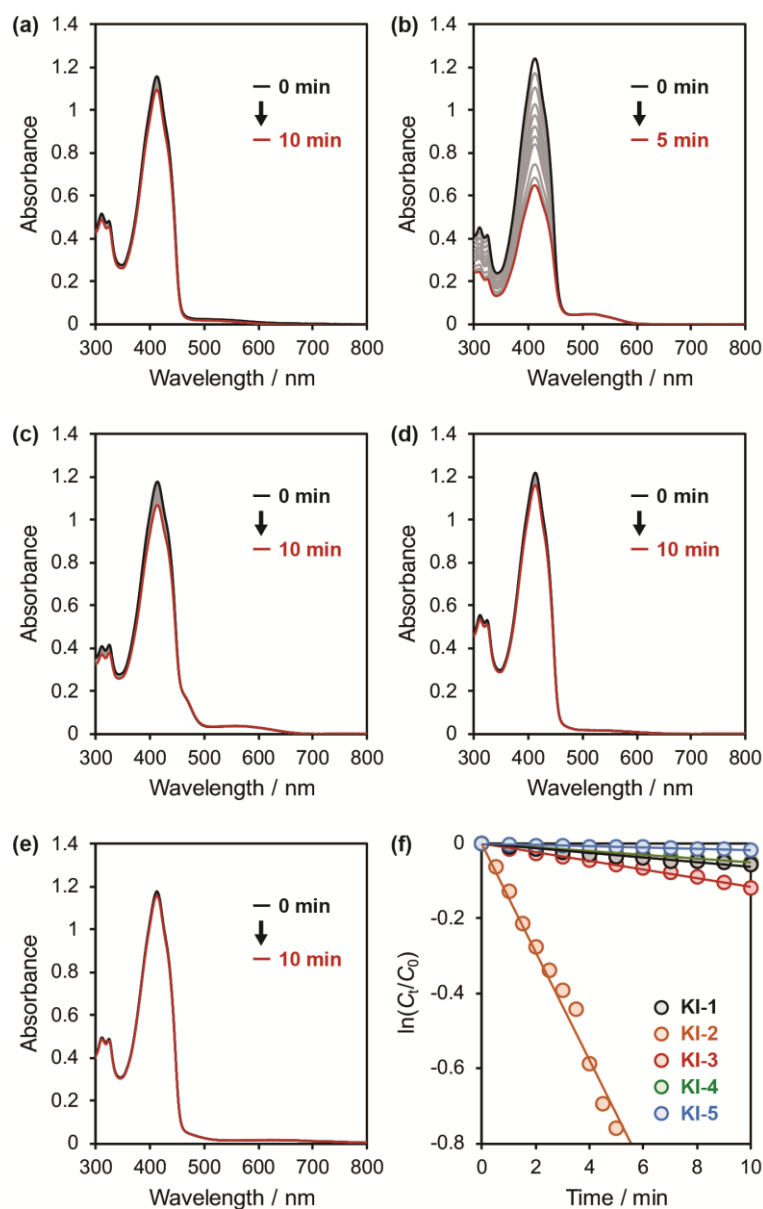 (a)
1.4
1.2
1
0.8
0.6
0.4
0.2
0
Absorbance
0 min
10 min
300 400 500 600 700 800
Wavelength / nm
(b)
1.4
1.2
1
0.8
0.6
0.4
0.2
0
Absorbance
0 min
5 min
300 400 500 600 700 800
Wavelength / nm
(c)
1.4
1.2
1
0.8
0.6
0.4
0.2
0
Absorbance
0 min
10 min
300 400 500 600 700 800
Wavelength / nm
(d)
1.4
1.2
1
0.8
0.6
0.4
0.2
0
Absorbance
0 min
10 min
300 400 500 600 700 800
Wavelength / nm
(e)
1.4
1.2
1
0.8
0.6
0.4
0.2
0
Absorbance
0 min
10 min
300 400 500 600 700 800
Wavelength / nm
(f)
0
-0.2
-0.4
-0.6
-0.8
ln(Ct/C0)
KI-1
KI-2
KI-3
KI-4
KI-5
0 2 4 6 8 10
Time / min